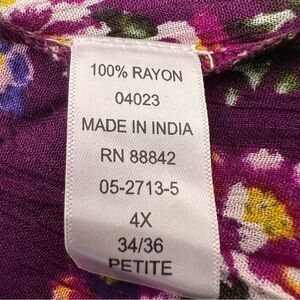 100% RAYON
04023
MADE IN INDIA
RN 88842
05-2713-5
4X
34/36
PETITE